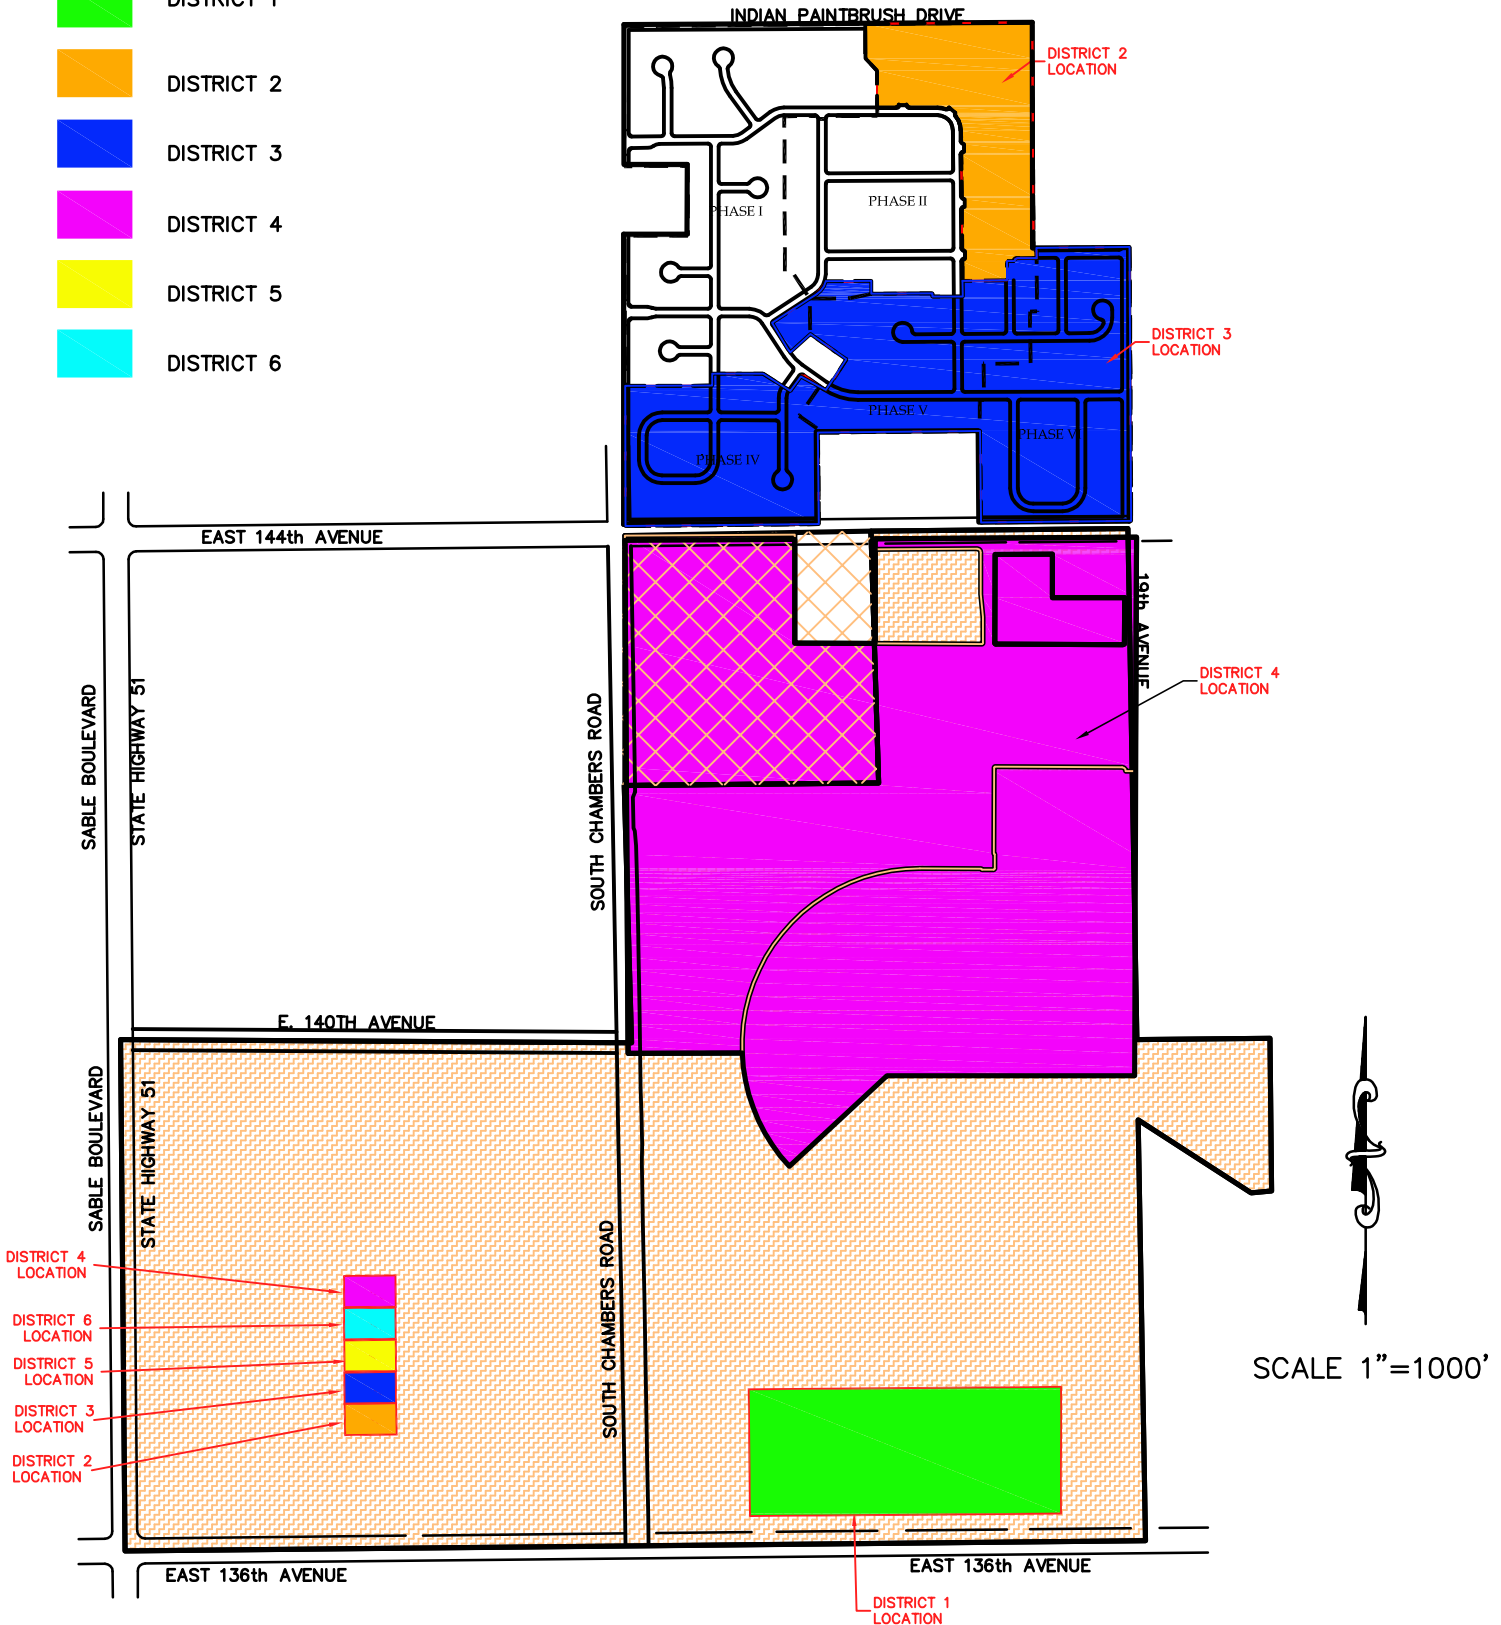 DISTRICT 1
INDIAN PAINTBRUSH DRIVE
DISTRICT 2
LOCATION
DISTRICT 2
DISTRICT 3
DISTRICT 4
DISTRICT 5
DISTRICT 6
PHASE I
PHASE II
DISTRICT 3
LOCATION
PHASE V
PHASE V
PHASE IV
EAST 144th AVENUE
19th AVENUE
DISTRICT 4
LOCATION
SABLE BOULEVARD
STATE HIGHWAY 51
SOUTH CHAMBERS ROAD
E. 140TH AVENUE
SABLE BOULEVARD
STATE HIGHWAY 51
SOUTH CHAMBERS ROAD
DISTRICT 4
LOCATION
DISTRICT 6
LOCATION
DISTRICT 5
LOCATION
DISTRICT 3
LOCATION
DISTRICT 2
LOCATION
SCALE 1"=1000'
EAST 136th AVENUE
EAST 136th AVENUE
DISTRICT 1
LOCATION